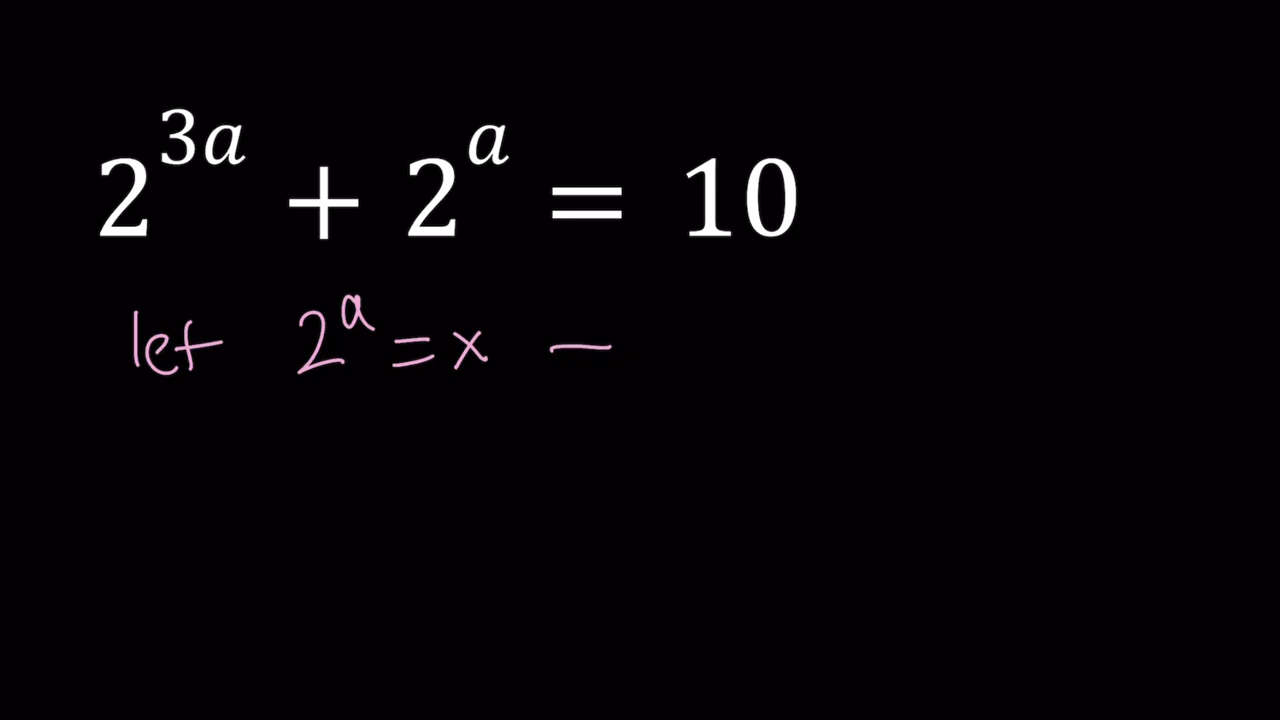 2^{3a} + 2^a = 10
let 2^a = x —